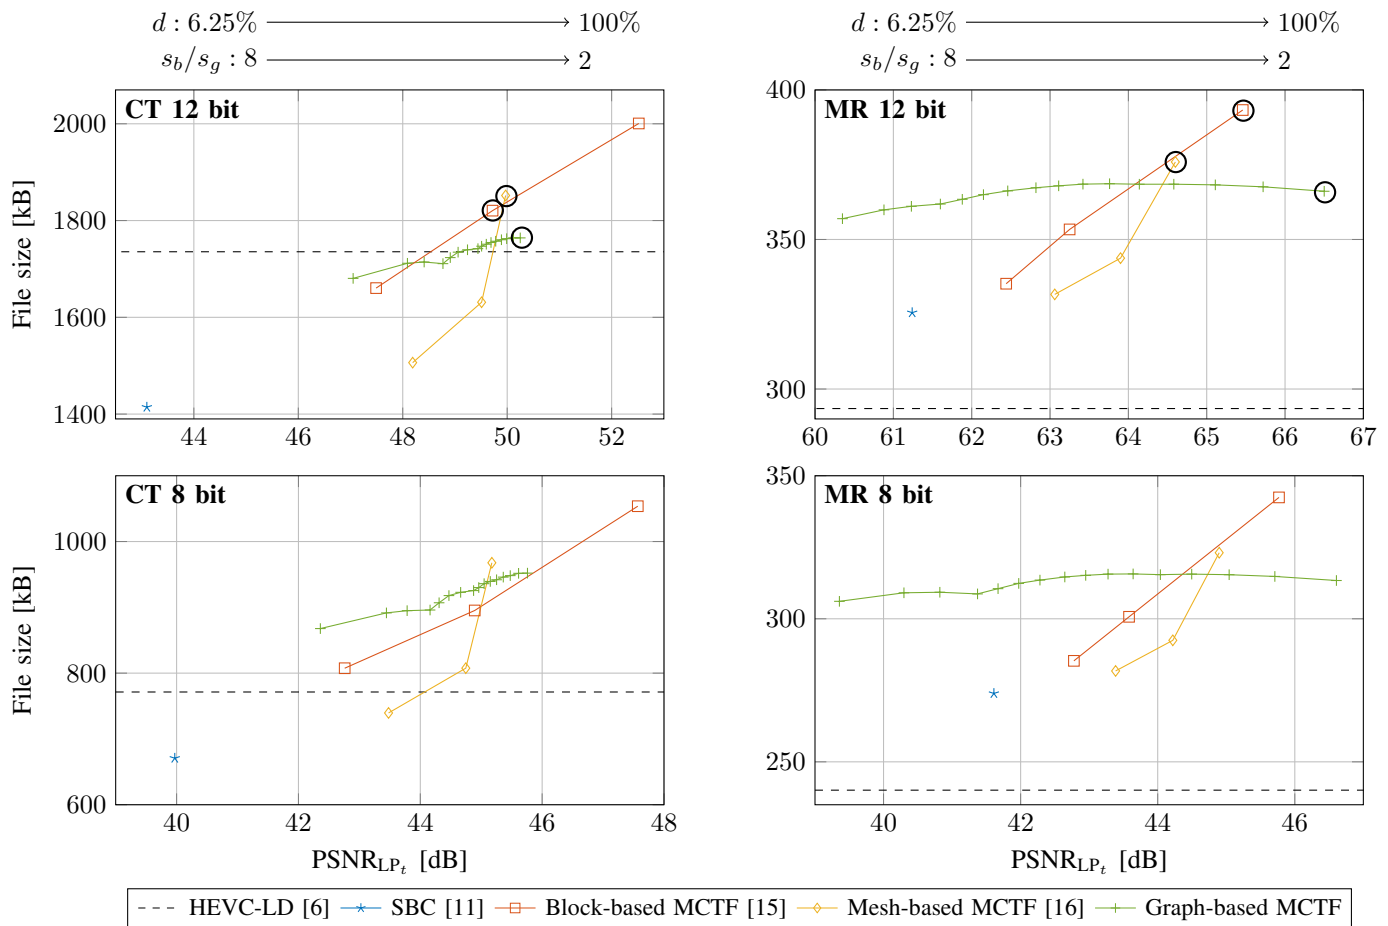 d : 6.25% 100%
s_b/s_g : 8 2
d : 6.25% 100%
s_b/s_g : 8 2
CT 12 bit
File size [kB]
2000
1800
1600
1400
44 46 48 50 52
MR 12 bit
400
350
300
60 61 62 63 64 65 66 67
CT 8 bit
File size [kB]
1000
800
600
40 42 44 46 48
PSNR_LP_t [dB]
MR 8 bit
350
300
250
40 42 44 46
PSNR_LP_t [dB]
HEVC-LD [6] SBC [11] Block-based MCTF [15] Mesh-based MCTF [16] Graph-based MCTF